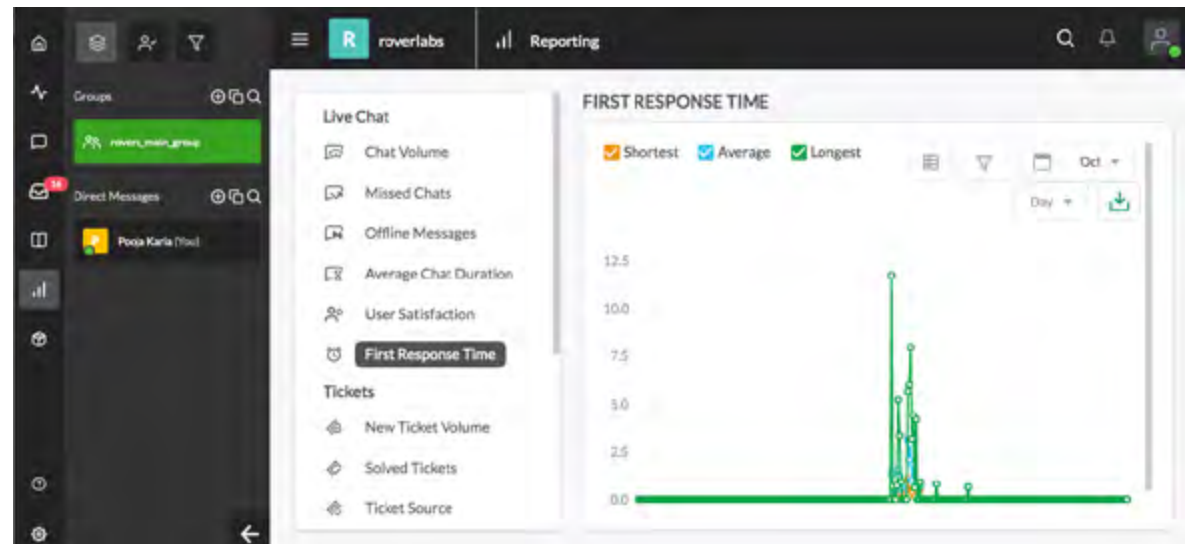 R roverlabs
Reporting
Groups
rovers_main_group
16
Direct Messages
P
Pooja Karia (You)
Live Chat
Chat Volume
Missed Chats
Offline Messages
Average Chat Duration
User Satisfaction
First Response Time
Tickets
New Ticket Volume
Solved Tickets
Ticket Source
FIRST RESPONSE TIME
Shortest Average Longest
Oct
Day
12.5
10.0
7.5
5.0
2.5
0.0